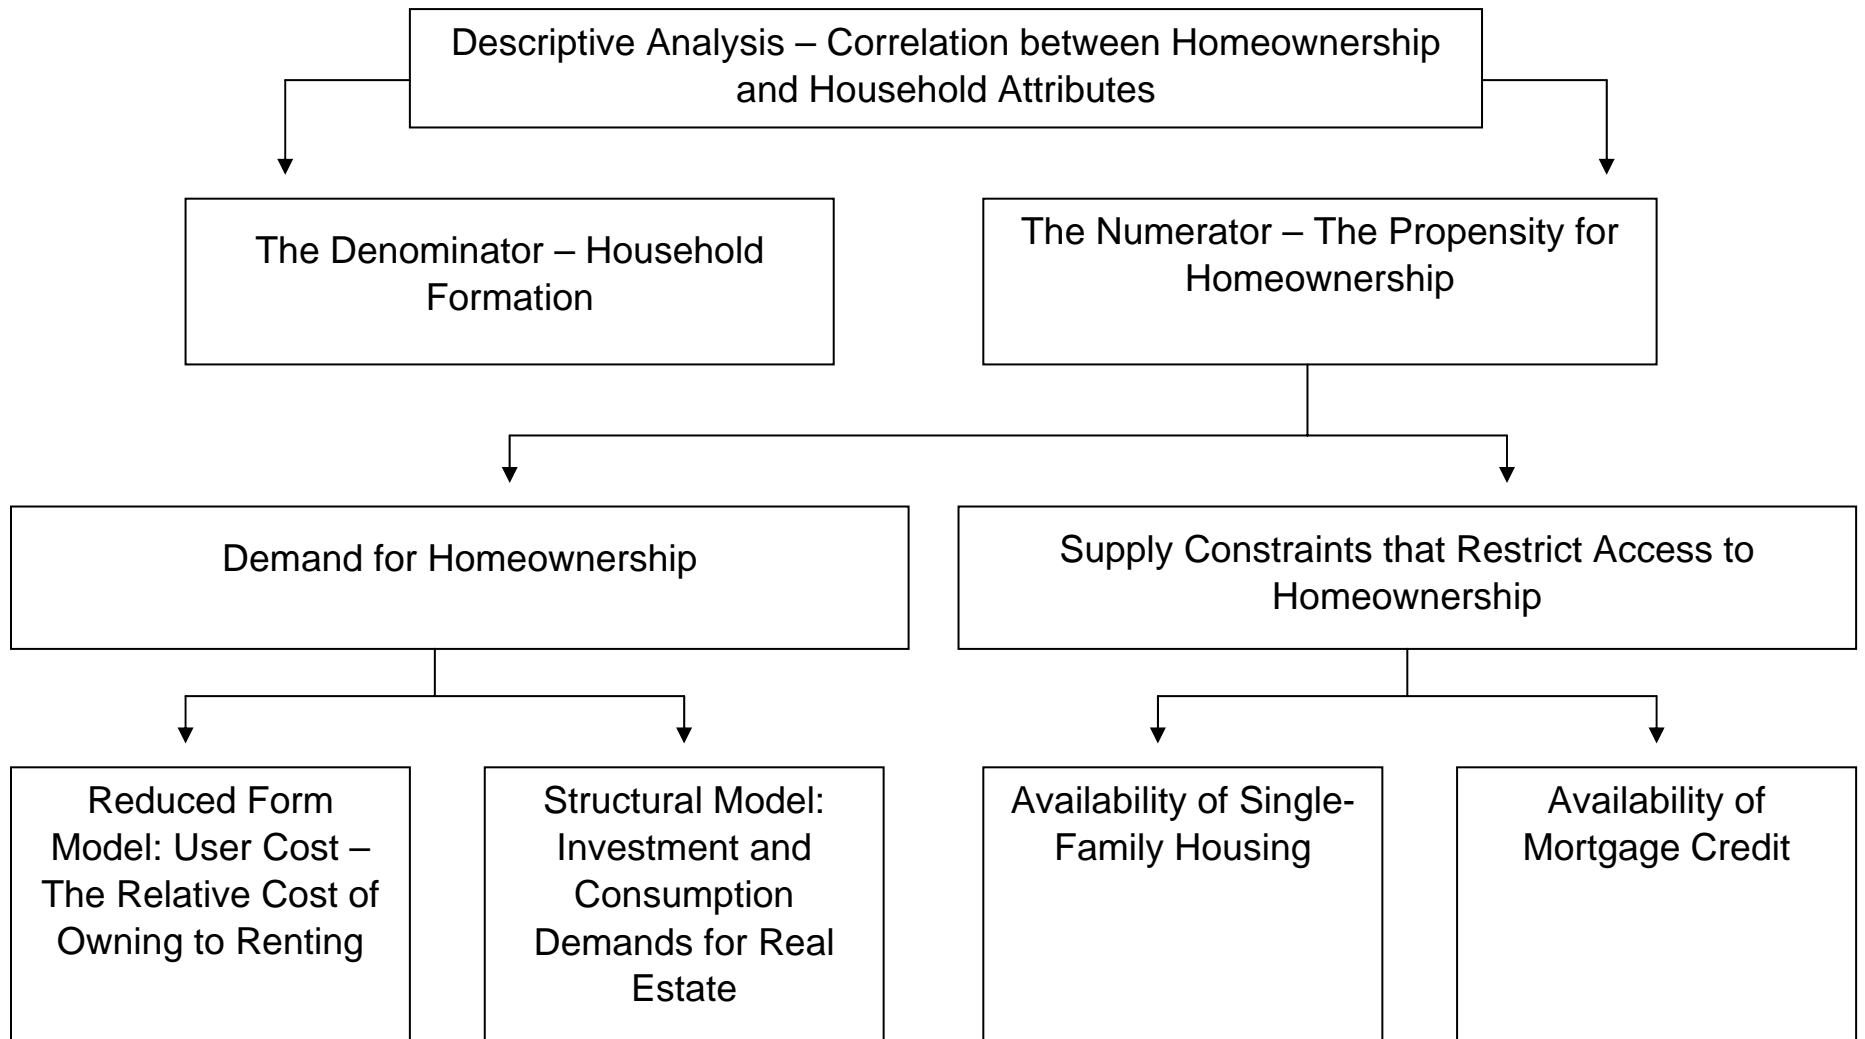 Descriptive Analysis – Correlation between Homeownership
and Household Attributes
The Denominator – Household
Formation
The Numerator – The Propensity for
Homeownership
Demand for Homeownership
Supply Constraints that Restrict Access to
Homeownership
Reduced Form
Model: User Cost –
The Relative Cost of
Owning to Renting
Structural Model:
Investment and
Consumption
Demands for Real
Estate
Availability of Single-
Family Housing
Availability of
Mortgage Credit